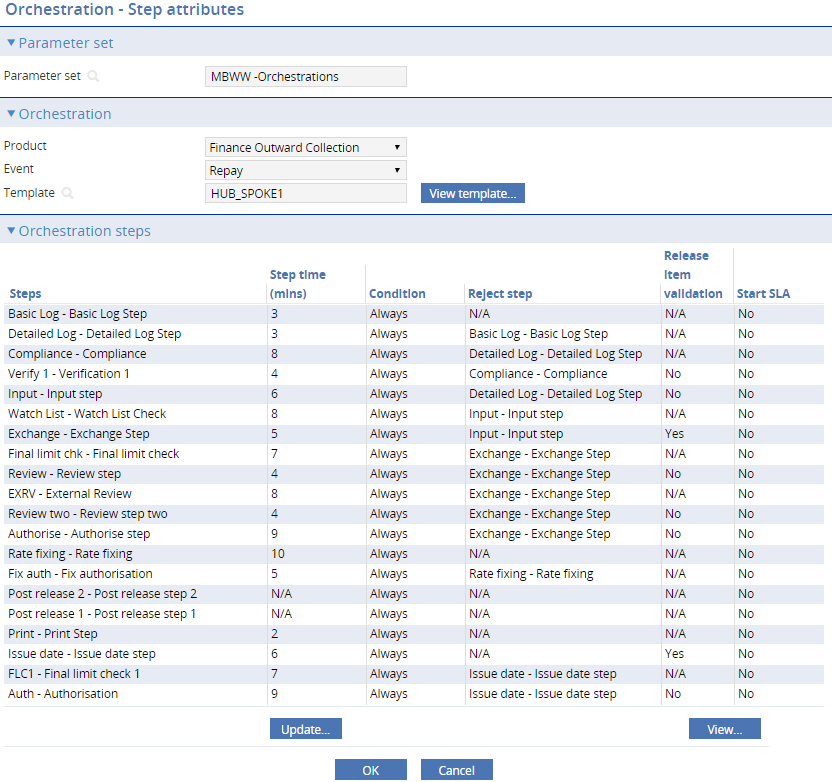 Orchestration - Step attributes
Parameter set
Parameter set MBWW -Orchestrations
Orchestration
Product Finance Outward Collection
Event Repay
Template HUB_SPOKE1 View template...
Orchestration steps
Steps Step time (mins) Condition Reject step Release item validation Start SLA
Basic Log - Basic Log Step 3 Always N/A N/A No
Detailed Log - Detailed Log Step 3 Always Basic Log - Basic Log Step N/A No
Compliance - Compliance 8 Always Detailed Log - Detailed Log Step N/A No
Verify 1 - Verification 1 4 Always Compliance - Compliance No No
Input - Input step 6 Always Detailed Log - Detailed Log Step No No
Watch List - Watch List Check 8 Always Input - Input step N/A No
Exchange - Exchange Step 5 Always Input - Input step Yes No
Final limit chk - Final limit check 7 Always Exchange - Exchange Step N/A No
Review - Review step 4 Always Exchange - Exchange Step No No
EXRV - External Review 8 Always Exchange - Exchange Step N/A No
Review two - Review step two 4 Always Exchange - Exchange Step No No
Authorise - Authorise step 9 Always Exchange - Exchange Step No No
Rate fixing - Rate fixing 10 Always N/A N/A No
Fix auth - Fix authorisation 5 Always Rate fixing - Rate fixing N/A No
Post release 2 - Post release step 2 N/A Always N/A N/A No
Post release 1 - Post release step 1 N/A Always N/A N/A No
Print - Print Step 2 Always N/A N/A No
Issue date - Issue date step 6 Always N/A Yes No
FLC1 - Final limit check 1 7 Always Issue date - Issue date step N/A No
Auth - Authorisation 9 Always Issue date - Issue date step No No
Update... View...
OK Cancel